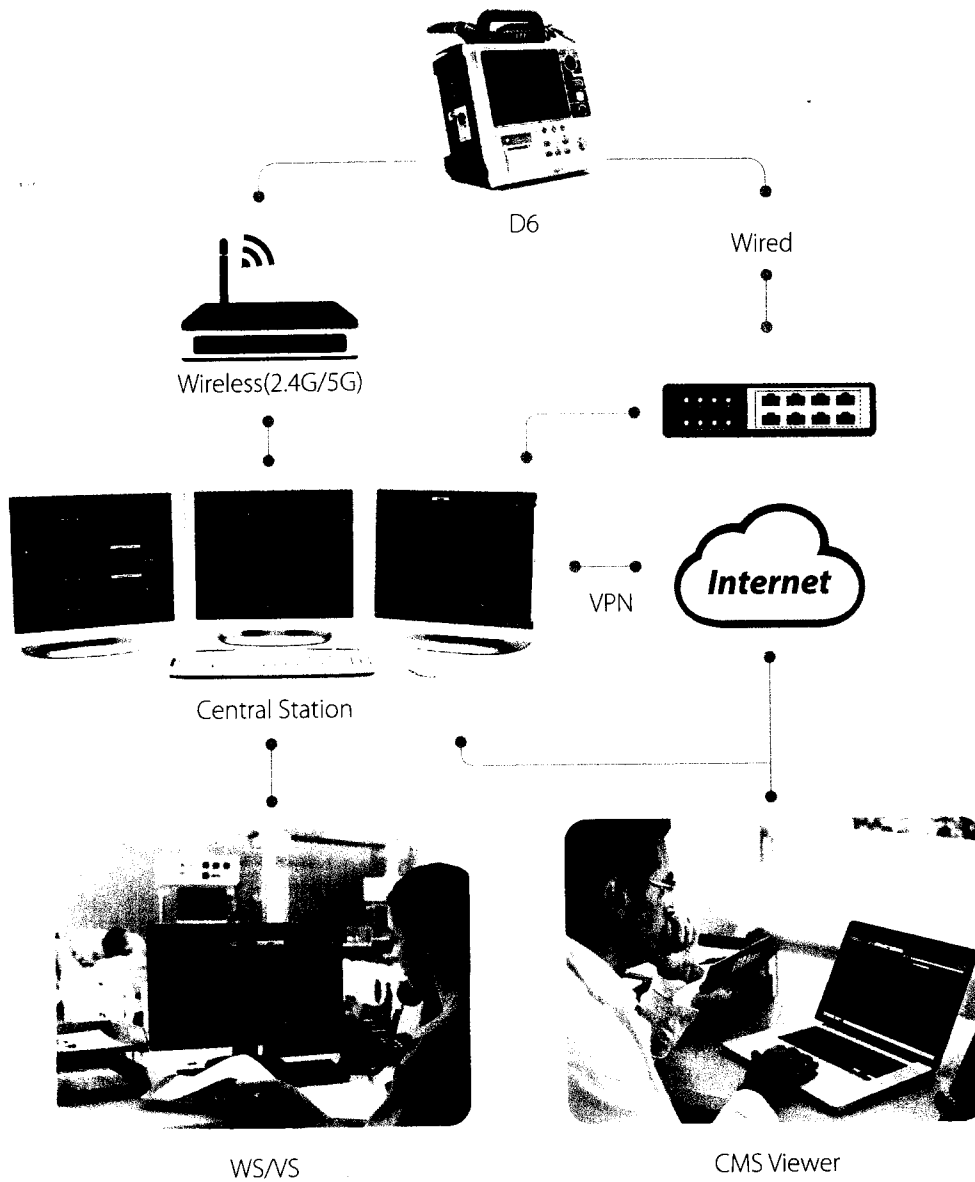 D6
Wired
Wireless(2.4G/5G)
Internet
VPN
Central Station
WS/VS
CMS Viewer